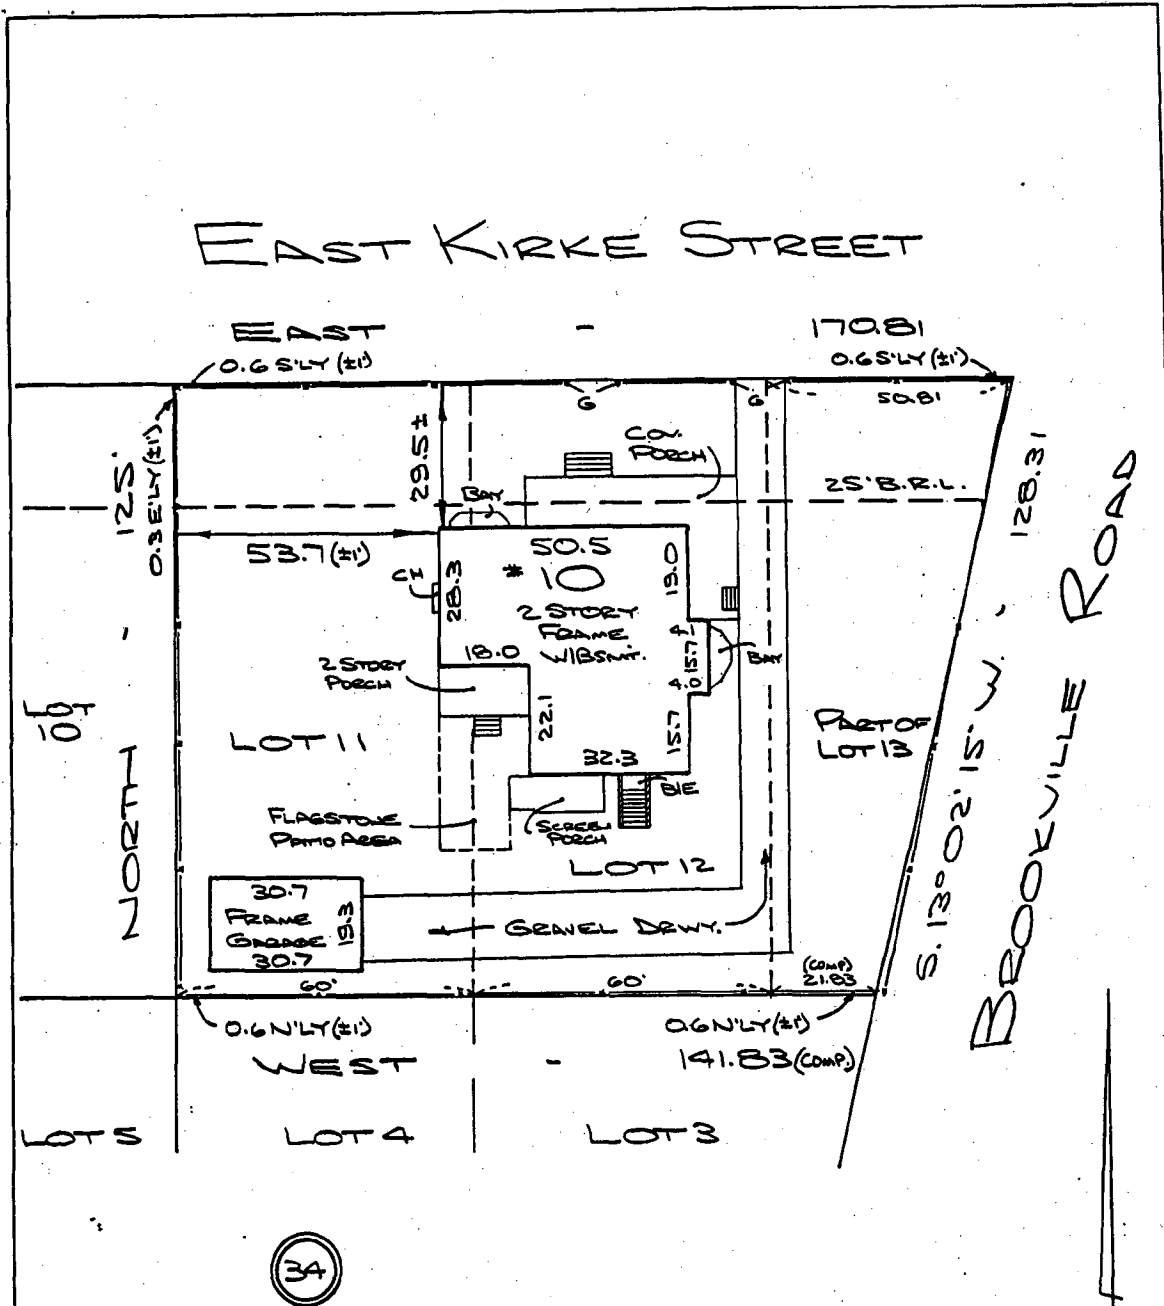 EAST KIRKE STREET
EAST - 170.81
0.6 S'LY (±1')
0.6 S'LY (±1')
G
G
50.81
125'
0.3 E'LY (±1')
NORTH -
29.5 ±
COV.
PORCH
BAY
25' B.R.L.
128.31
S. 13° 02' 15" W. -
BROOKVILLE ROAD
53.7 (±1')
50.5
# 10
2 STORY
FRAME
W/BSMT.
CH
28.3
19.0
18.0
4.1
15.7
4.0
BAY
2 STORY
PORCH
22.1
15.7
32.3
LOT
10
LOT 11
PART OF
LOT 13
B/E
FLAGSTONE
PATIO AREA
SCREEN
PORCH
LOT 12
30.7
FRAME
GARAGE
19.3
30.7
GRAVEL DRWY.
60'
60'
(COMP)
21.83
0.6 N'LY (±1')
0.6 N'LY (±1')
WEST - 141.83 (COMP.)
LOT 5
LOT 4
LOT 3
34